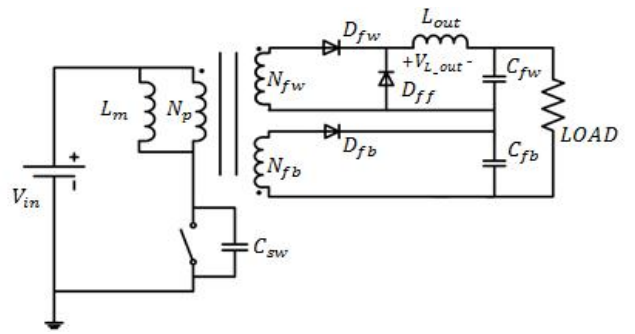 D_fw
L_out
+V_L_out -
C_fw
L_m
N_p
N_fw
D_ff
LOAD
+
V_in
D_fb
C_fb
N_fb
C_sw